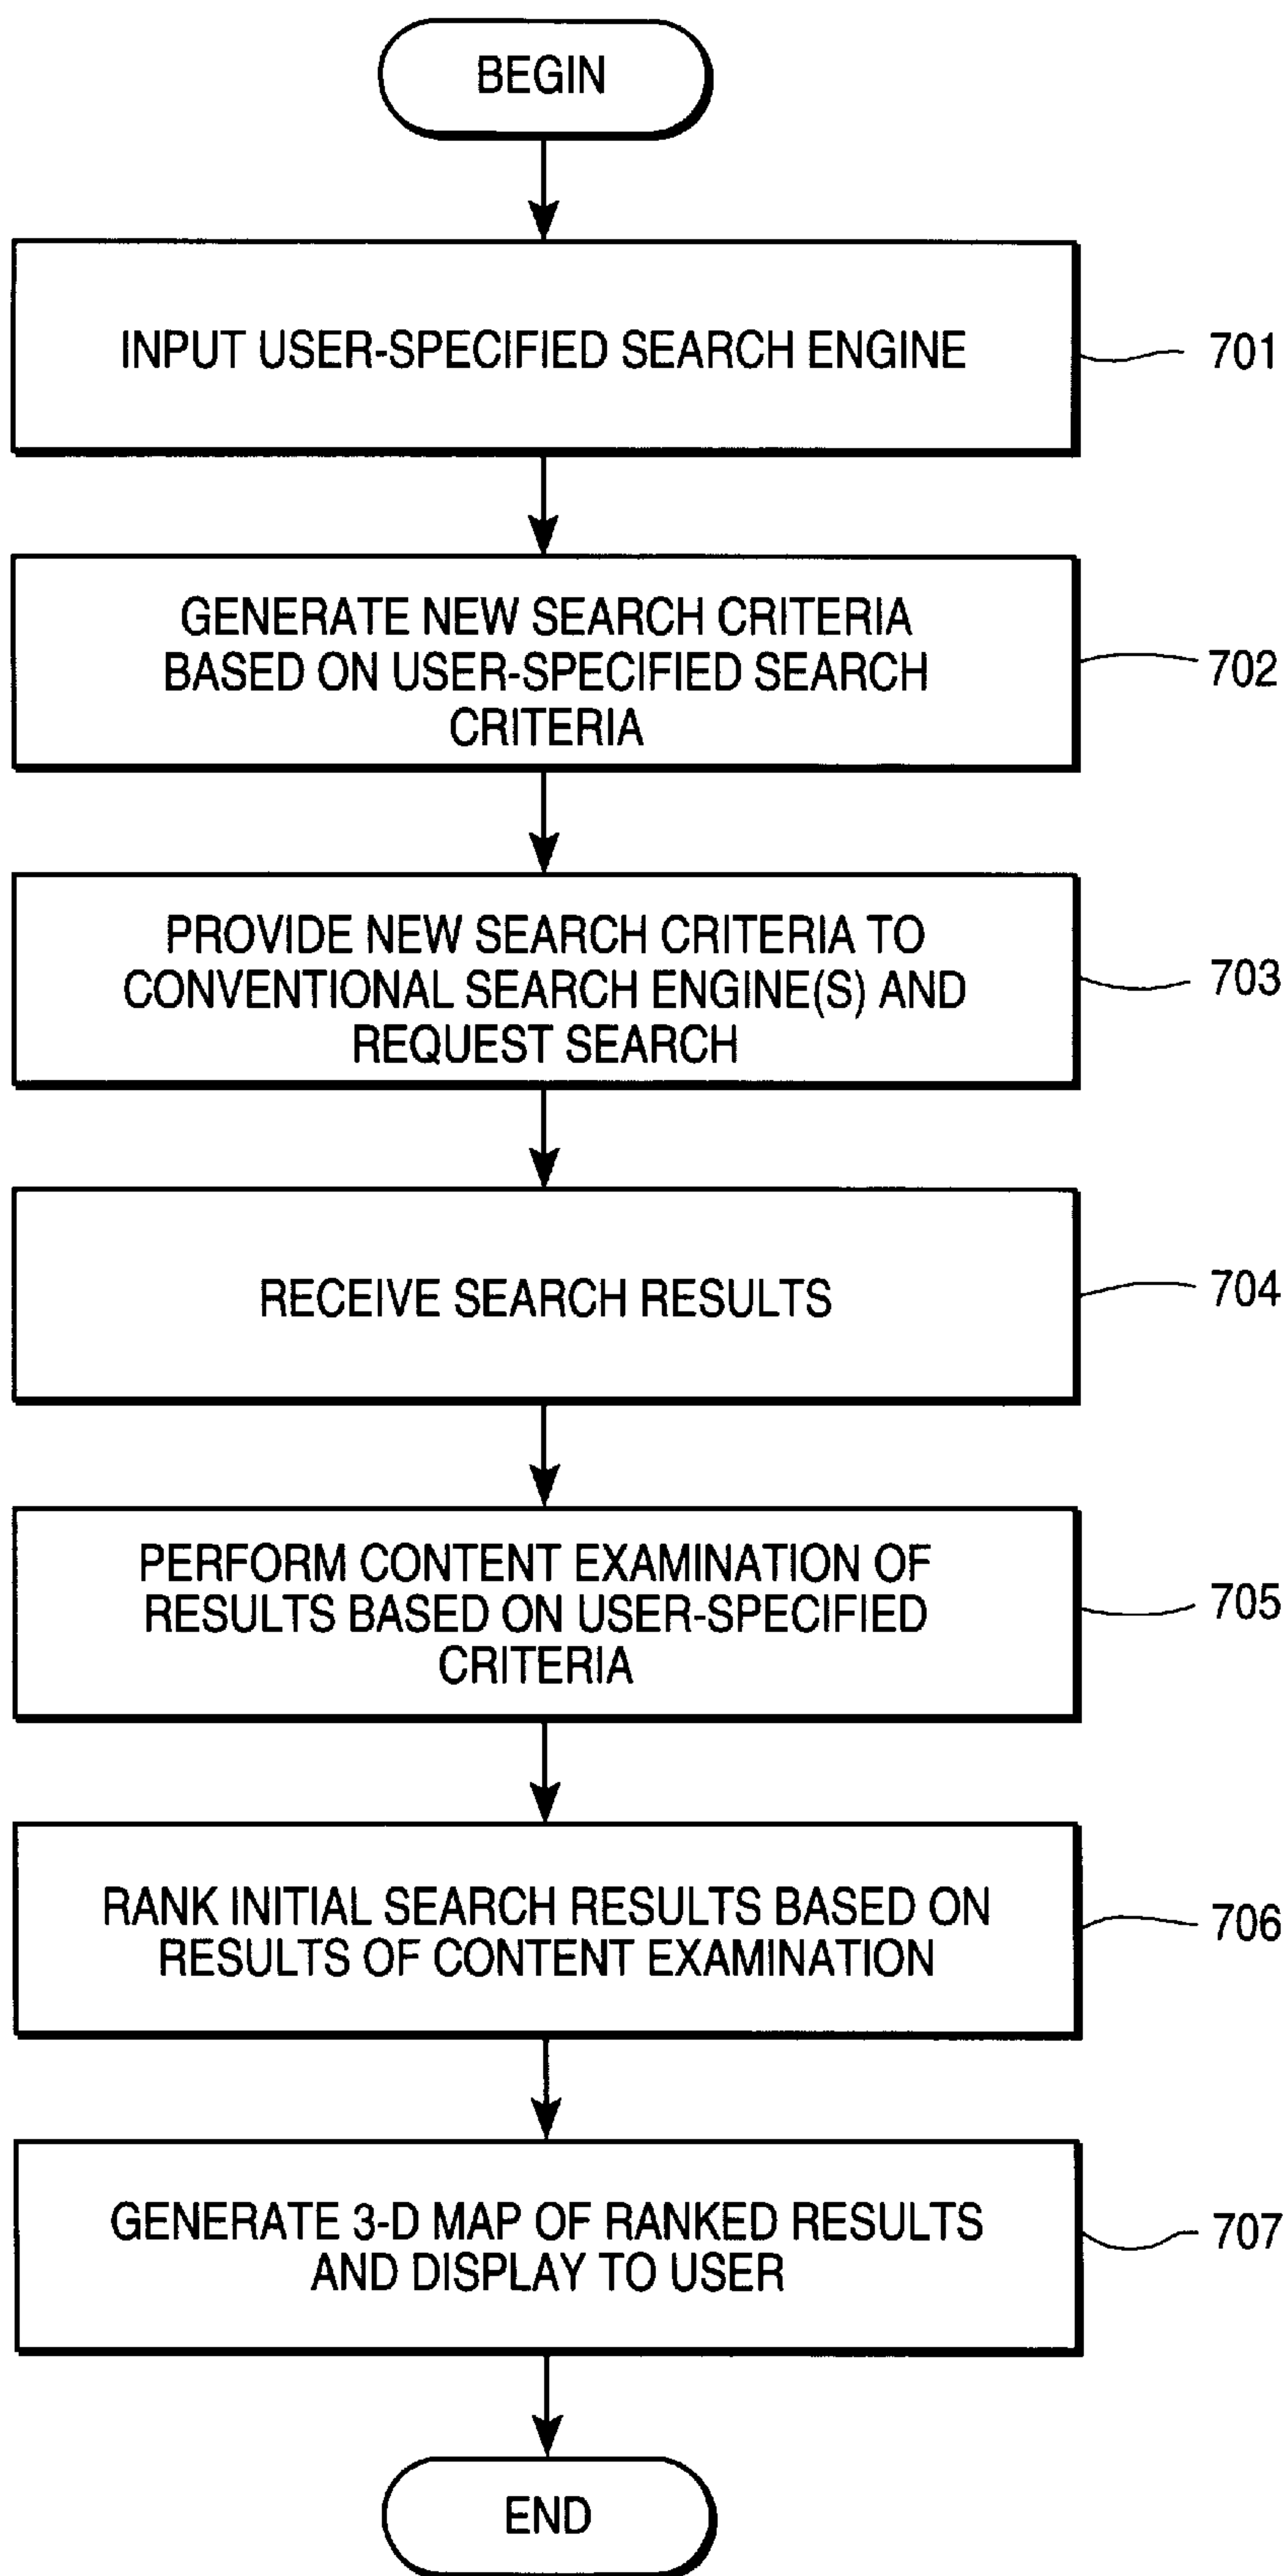 BEGIN
INPUT USER-SPECIFIED SEARCH ENGINE
701
GENERATE NEW SEARCH CRITERIA
BASED ON USER-SPECIFIED SEARCH
CRITERIA
702
PROVIDE NEW SEARCH CRITERIA TO
CONVENTIONAL SEARCH ENGINE(S) AND
REQUEST SEARCH
703
RECEIVE SEARCH RESULTS
704
PERFORM CONTENT EXAMINATION OF
RESULTS BASED ON USER-SPECIFIED
CRITERIA
705
RANK INITIAL SEARCH RESULTS BASED ON
RESULTS OF CONTENT EXAMINATION
706
GENERATE 3-D MAP OF RANKED RESULTS
AND DISPLAY TO USER
707
END